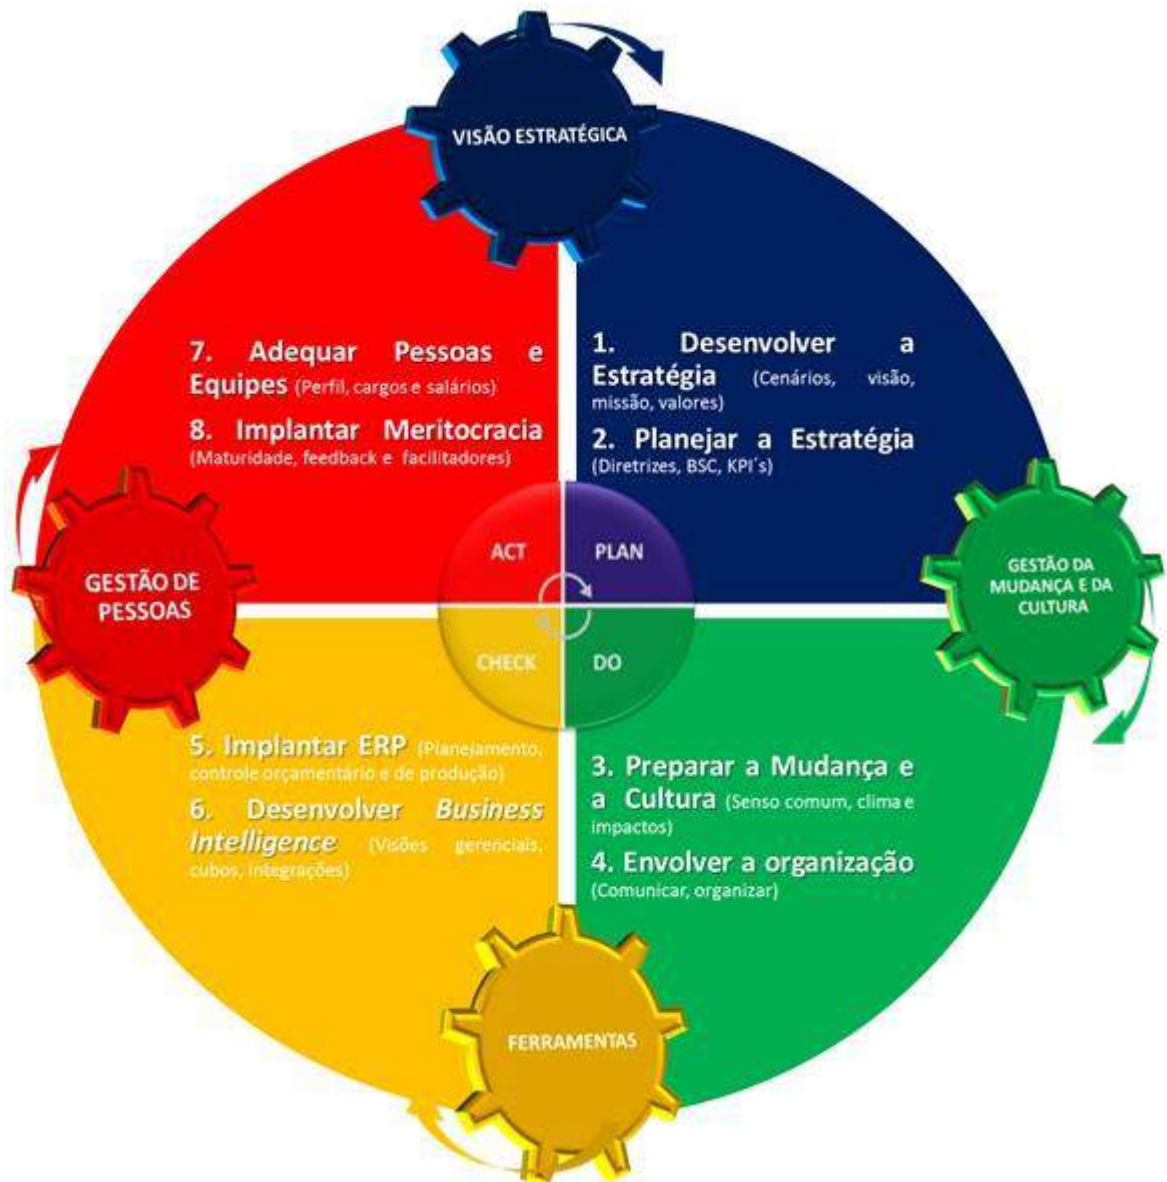 VISÃO ESTRATÉGICA
7. Adequar Pessoas e
Equipes (Perfil, cargos e salários)
8. Implantar Meritocracia
(Maturidade, feedback e facilitadores)
1. Desenvolver a
Estratégia (Cenários, visão,
missão, valores)
2. Planejar a Estratégia
(Diretrizes, BSC, KPI´s)
ACT
PLAN
GESTÃO DE
PESSOAS
GESTÃO DA
MUDANÇA E DA
CULTURA
CHECK
DO
5. Implantar ERP (Planejamento,
controle orçamentário e de produção)
6. Desenvolver Business
Intelligence (Visões gerenciais,
cubos, integrações)
3. Preparar a Mudança e
a Cultura (Senso comum, clima e
impactos)
4. Envolver a organização
(Comunicar, organizar)
FERRAMENTAS